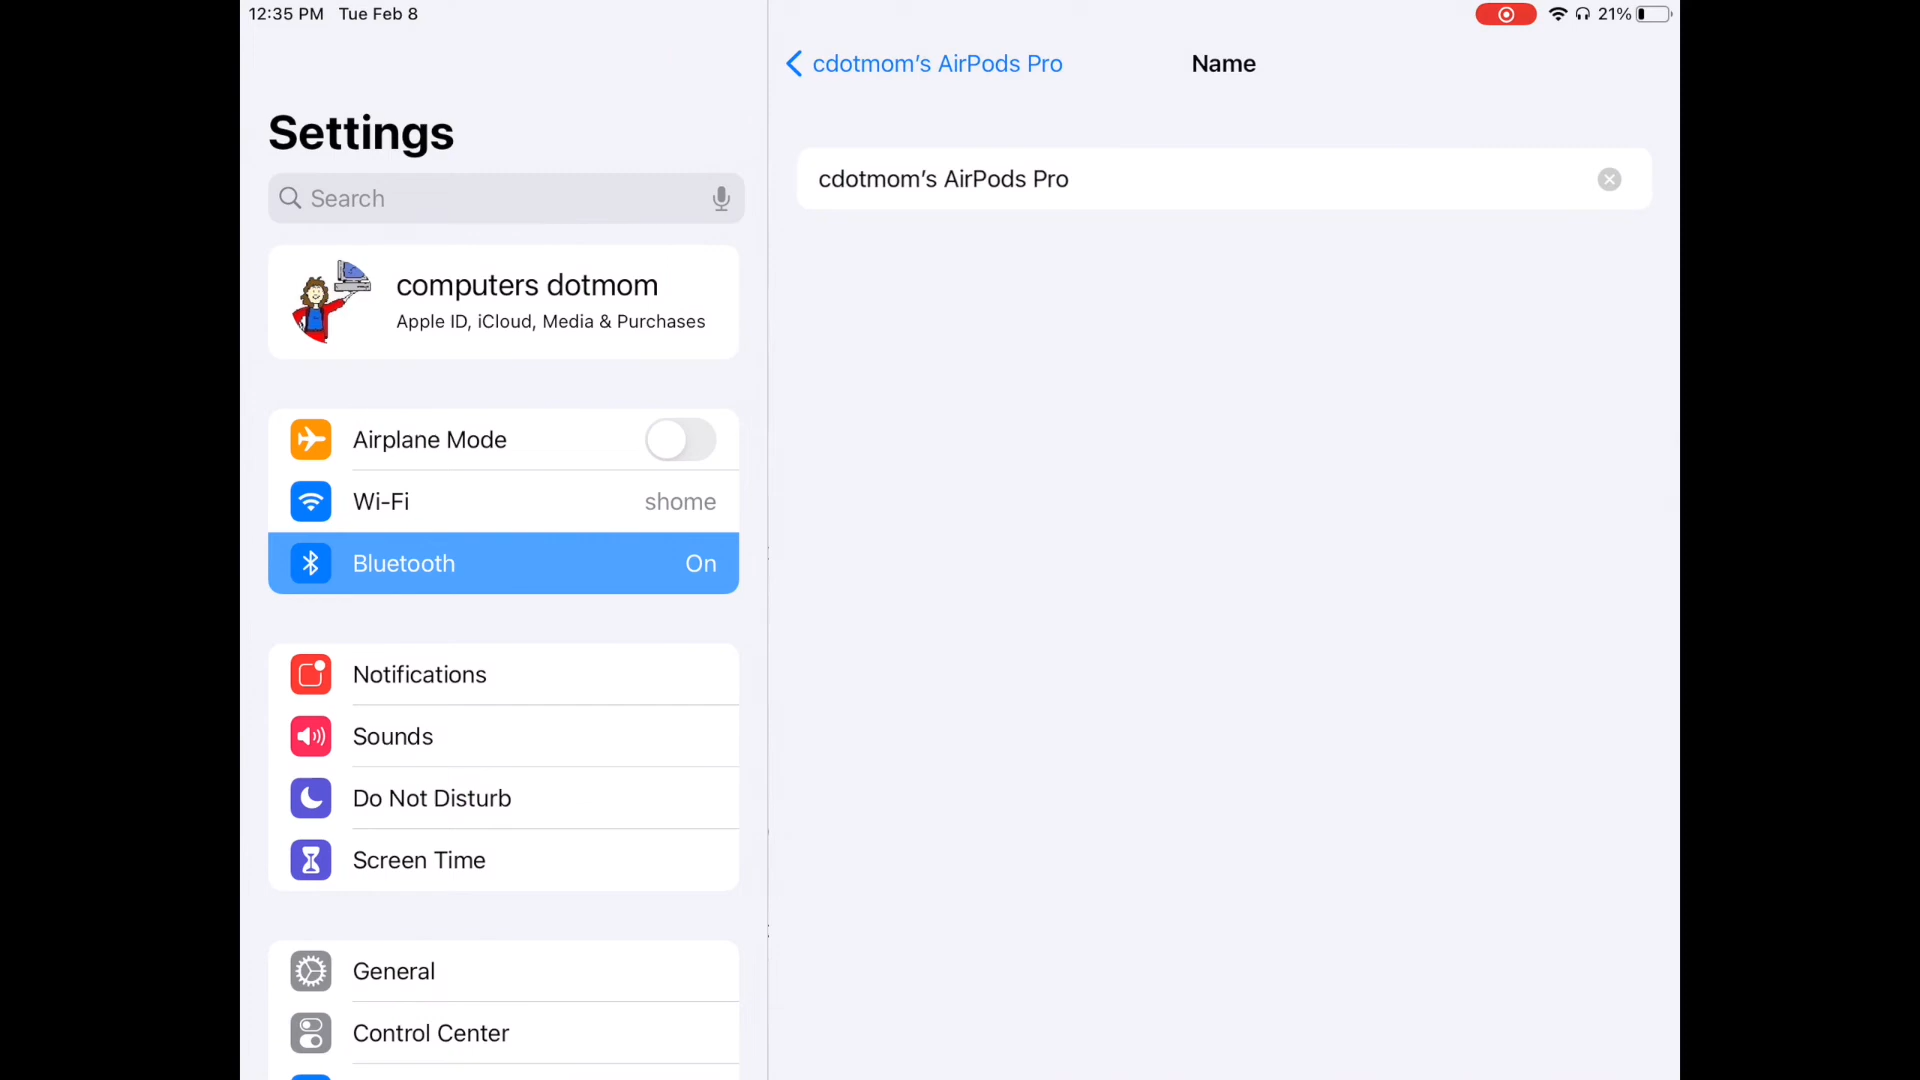 12:35 PM Tue Feb 8
21%
Settings
Search
computers dotmom
Apple ID, iCloud, Media & Purchases
Airplane Mode
Wi-Fi shome
Bluetooth On
Notifications
Sounds
Do Not Disturb
Screen Time
General
Control Center
cdotmom’s AirPods Pro Name
cdotmom’s AirPods Pro